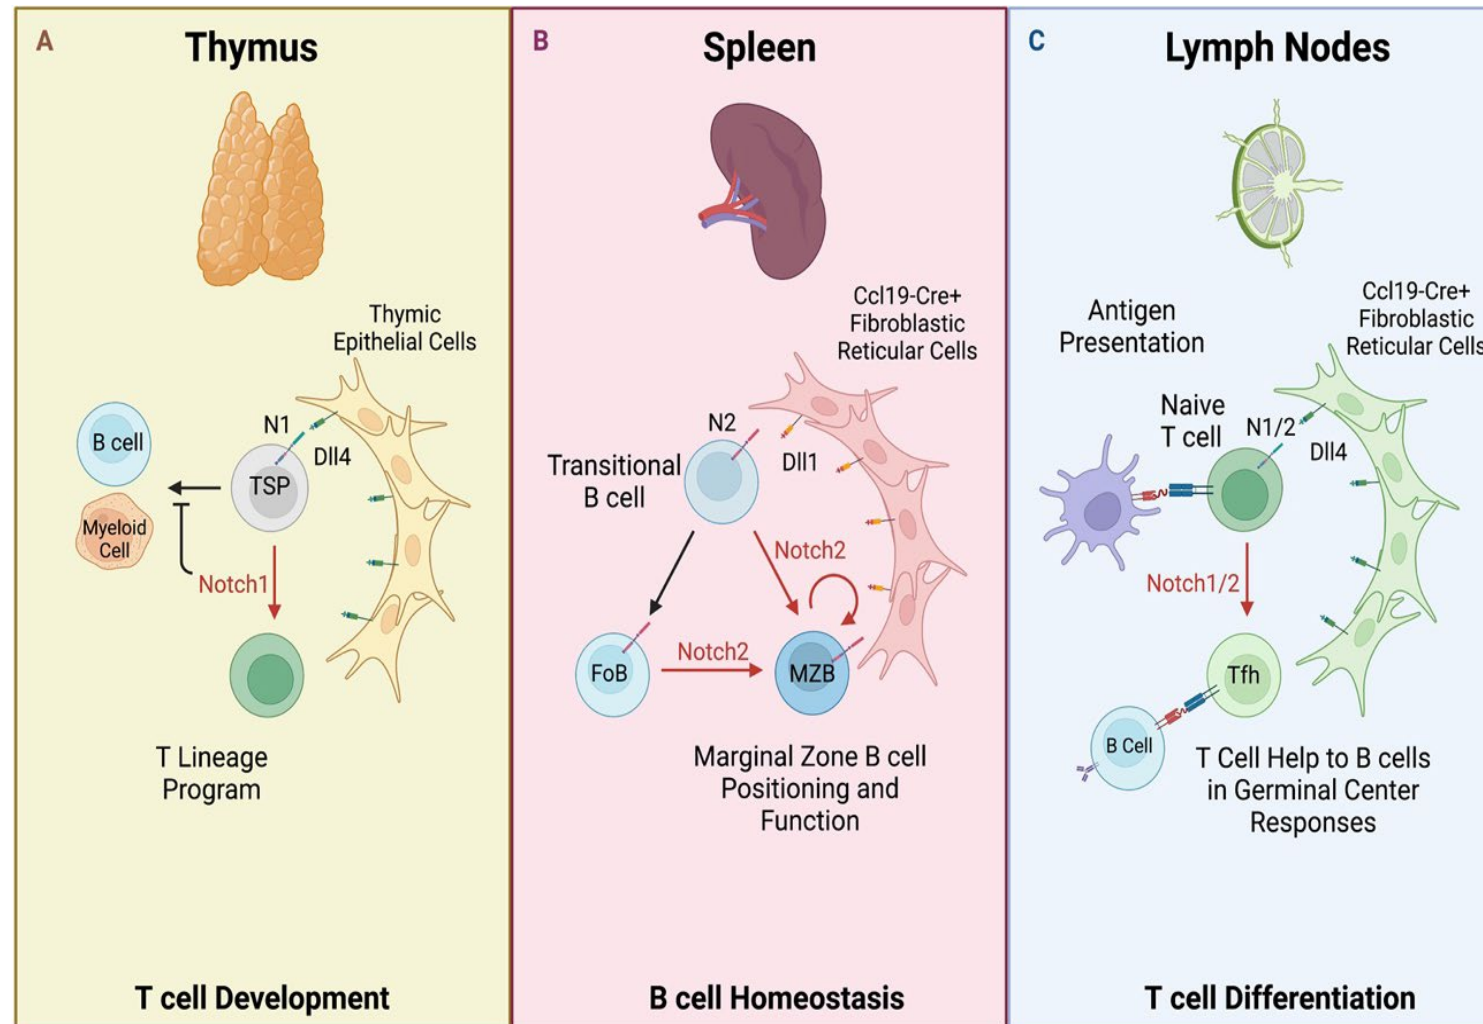 A
Thymus
Thymic
Epithelial Cells
B cell
N1
Dll4
TSP
Myeloid
Cell
Notch1
T Lineage
Program
T cell Development
B
Spleen
Ccl19-Cre+
Fibroblastic
Reticular Cells
N2
Dll1
Transitional
B cell
Notch2
FoB
Notch2
MZB
Marginal Zone B cell
Positioning and
Function
B cell Homeostasis
C
Lymph Nodes
Ccl19-Cre+
Fibroblastic
Reticular Cells
Antigen
Presentation
Naive
T cell
N1/2
Dll4
Notch1/2
Tfh
B Cell
T Cell Help to B cells
in Germinal Center
Responses
T cell Differentiation